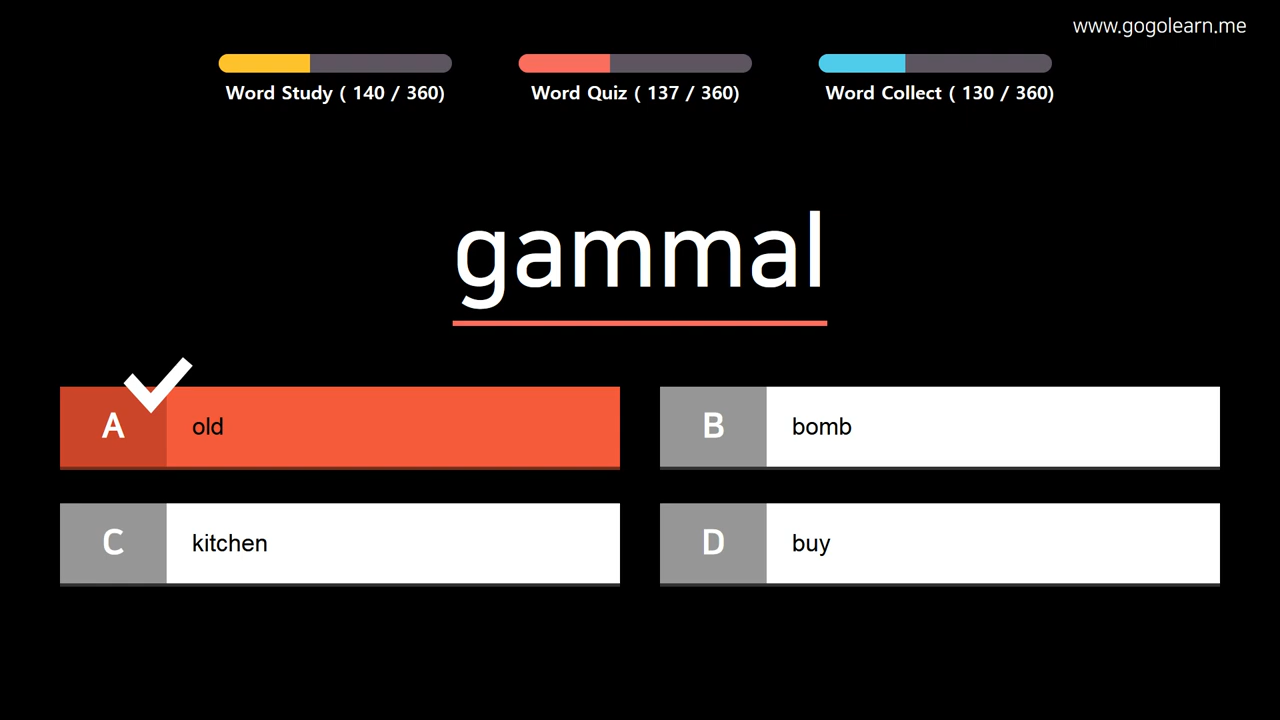 www.gogolearn.me
Word Study ( 140 / 360)
Word Quiz ( 137 / 360)
Word Collect ( 130 / 360)
gammal
A old
B bomb
C kitchen
D buy